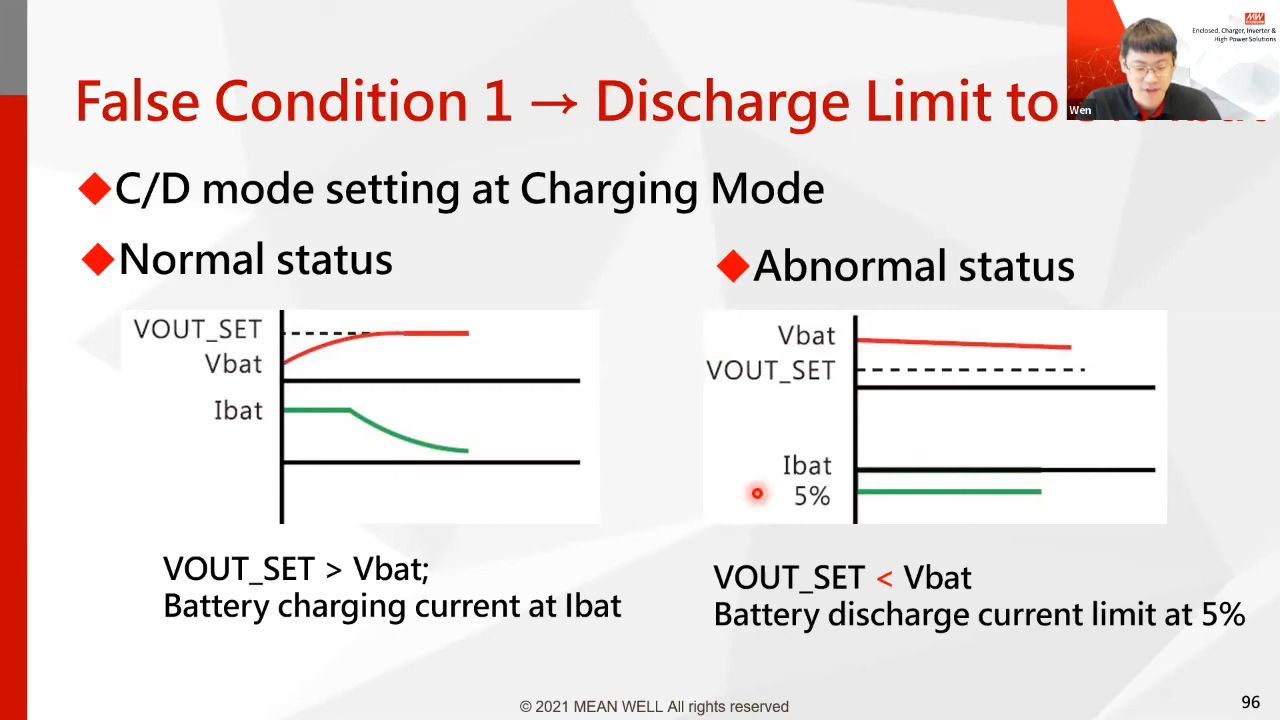 False Condition 1 → Discharge Limit to
MW
Enclosed, Charger, Inverter &
High Power Solutions
Wen
◆C/D mode setting at Charging Mode
◆Normal status
VOUT_SET
Vbat
Ibat
VOUT_SET > Vbat;
Battery charging current at Ibat
◆Abnormal status
Vbat
VOUT_SET
Ibat
5%
VOUT_SET < Vbat
Battery discharge current limit at 5%
© 2021 MEAN WELL All rights reserved
96